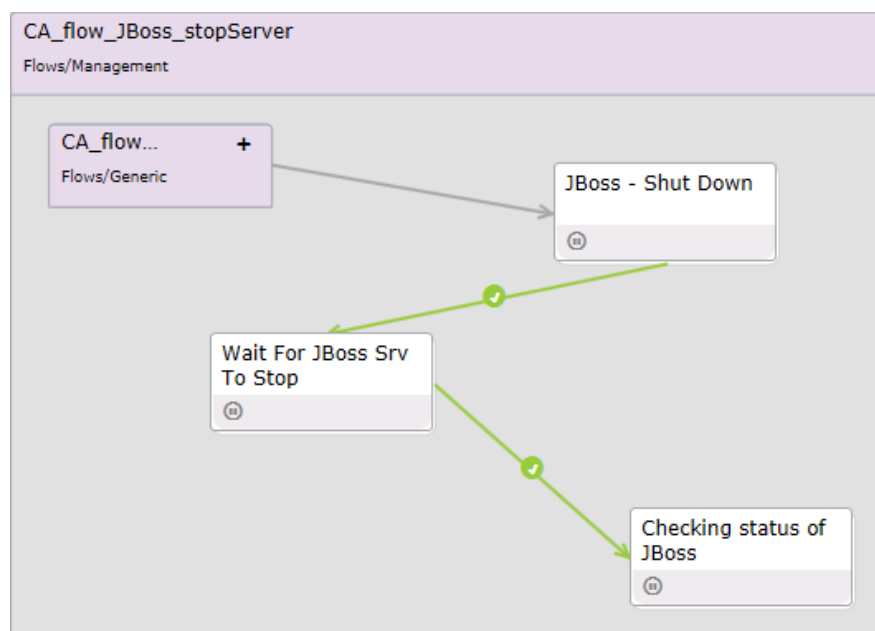 CA_flow_JBoss_stopServer
Flows/Management
CA_flow...
+
Flows/Generic
JBoss - Shut Down
Wait For JBoss Srv
To Stop
Checking status of
JBoss